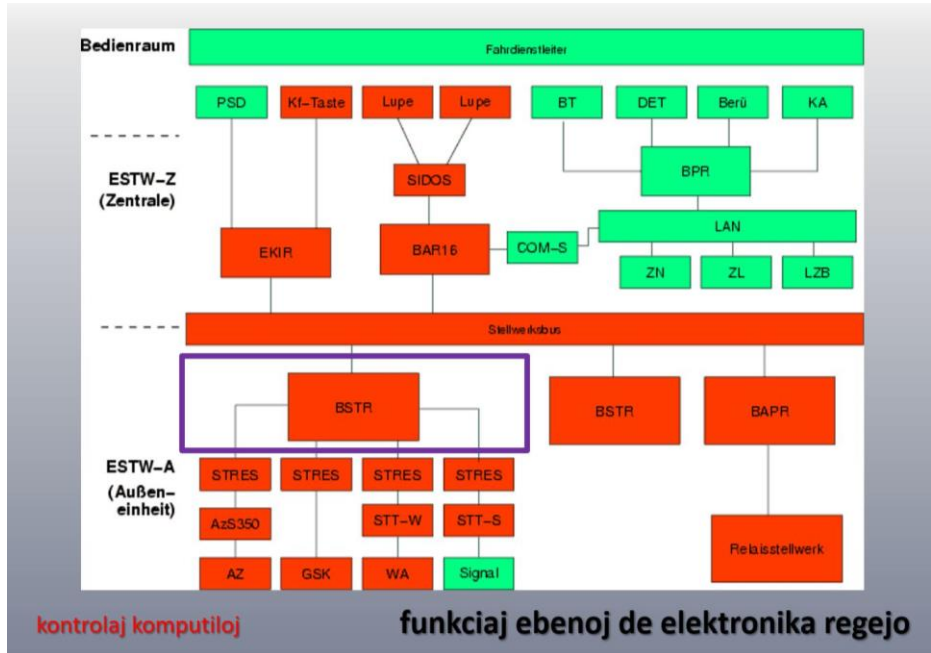 Bedienraum
Fahrdienstleiter
PSD
Kf-Taste
Lupe
Lupe
BT
DET
Berü
KA
ESTW-Z
(Zentrale)
SIDOS
BPR
LAN
EKIR
BAR16
COM-S
ZN
ZL
LZB
Stellwerksbus
BSTR
BSTR
BAPR
ESTW-A
(Außen-
einheit)
STRES
STRES
STRES
STRES
AzS350
STT-W
STT-S
AZ
GSK
WA
Signal
Relaisstellwerk
kontrolaj komputiloj
funkciaj ebenoj de elektronika regejo